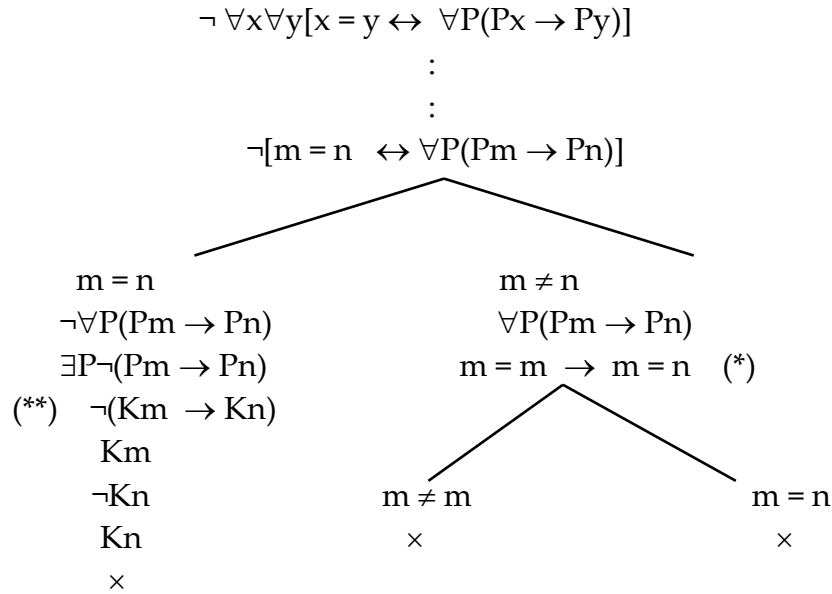 ¬ ∀x∀y[x = y ↔ ∀P(Px → Py)]
:
:
¬[m = n ↔ ∀P(Pm → Pn)]
m = n m ≠ n
¬∀P(Pm → Pn) ∀P(Pm → Pn)
∃P¬(Pm → Pn) m = m → m = n (*)
(**) ¬(Km → Kn)
Km
¬Kn m ≠ m m = n
Kn × ×
×